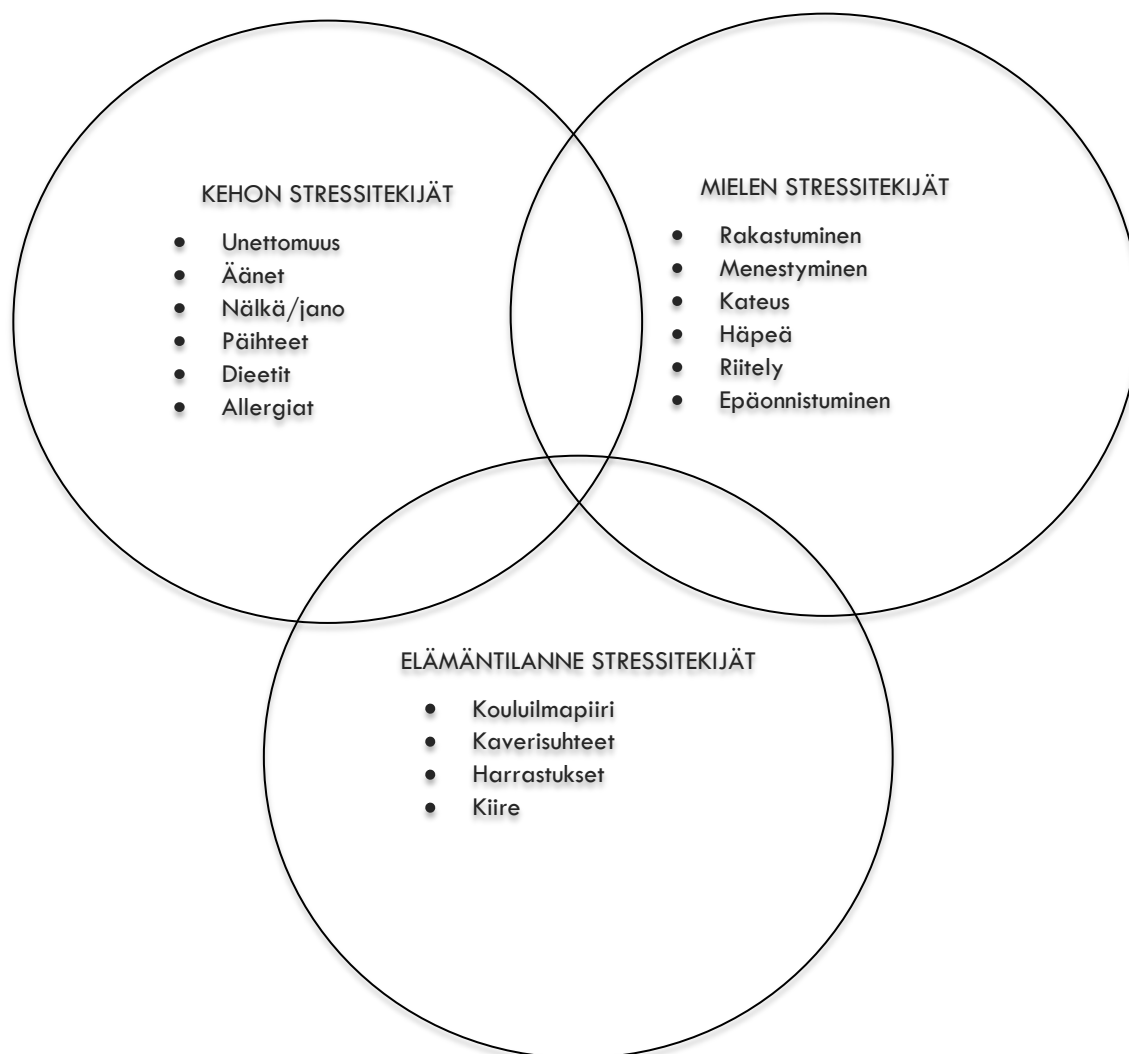 KEHON STRESSITEKIJÄT
• Unettomuus
• Äänet
• Nälkä/jano
• Päihteet
• Dieetit
• Allergiat
MIELEN STRESSITEKIJÄT
• Rakastuminen
• Menestyminen
• Kateus
• Häpeä
• Riitely
• Epäonnistuminen
ELÄMÄNTILANNE STRESSITEKIJÄT
• Kouluilmapiiri
• Kaverisuhteet
• Harrastukset
• Kiire